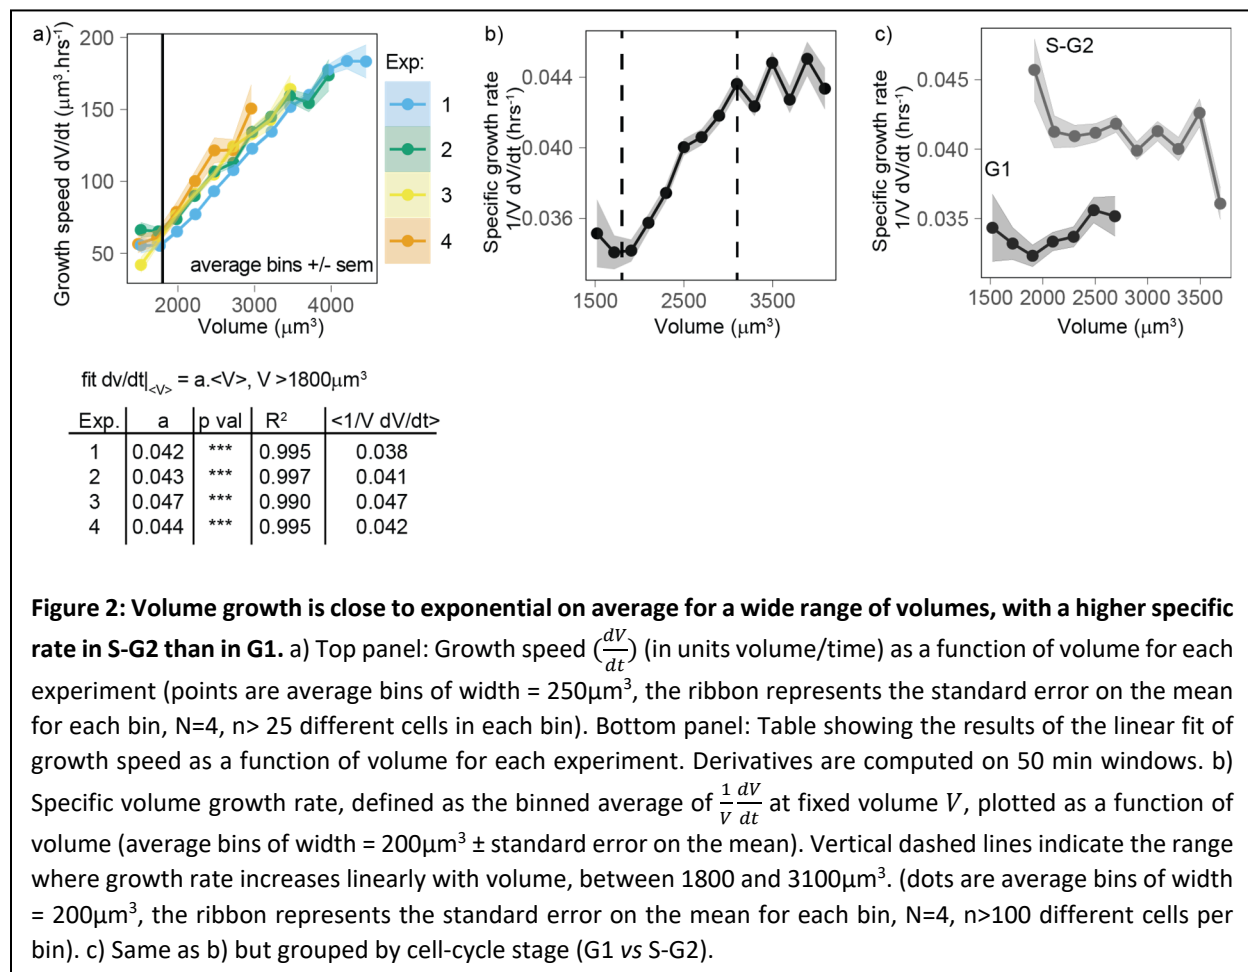 a)
Growth speed dV/dt (µm³.hrs⁻¹)
200
150
100
50
2000 3000 4000
Volume (µm³)
average bins +/- sem
Exp:
1
2
3
4
b)
Specific growth rate
1/V dV/dt (hrs⁻¹)
0.044
0.040
0.036
1500 2500 3500
Volume (µm³)
c)
Specific growth rate
1/V dV/dt (hrs⁻¹)
S-G2
G1
0.045
0.040
0.035
1500 2000 2500 3000 3500
Volume (µm³)
fit dv/dt|<V> = a.<V>, V >1800µm³
Exp. a p val R² <1/V dV/dt>
1 0.042 *** 0.995 0.038
2 0.043 *** 0.997 0.041
3 0.047 *** 0.990 0.047
4 0.044 *** 0.995 0.042
Figure 2: Volume growth is close to exponential on average for a wide range of volumes, with a higher specific
rate in S-G2 than in G1. a) Top panel: Growth speed (dV/dt) (in units volume/time) as a function of volume for each
experiment (points are average bins of width = 250µm³, the ribbon represents the standard error on the mean
for each bin, N=4, n> 25 different cells in each bin). Bottom panel: Table showing the results of the linear fit of
growth speed as a function of volume for each experiment. Derivatives are computed on 50 min windows. b)
Specific volume growth rate, defined as the binned average of 1/V dV/dt at fixed volume V, plotted as a function of
volume (average bins of width = 200µm³ ± standard error on the mean). Vertical dashed lines indicate the range
where growth rate increases linearly with volume, between 1800 and 3100µm³. (dots are average bins of width
= 200µm³, the ribbon represents the standard error on the mean for each bin, N=4, n>100 different cells per
bin). c) Same as b) but grouped by cell-cycle stage (G1 vs S-G2).